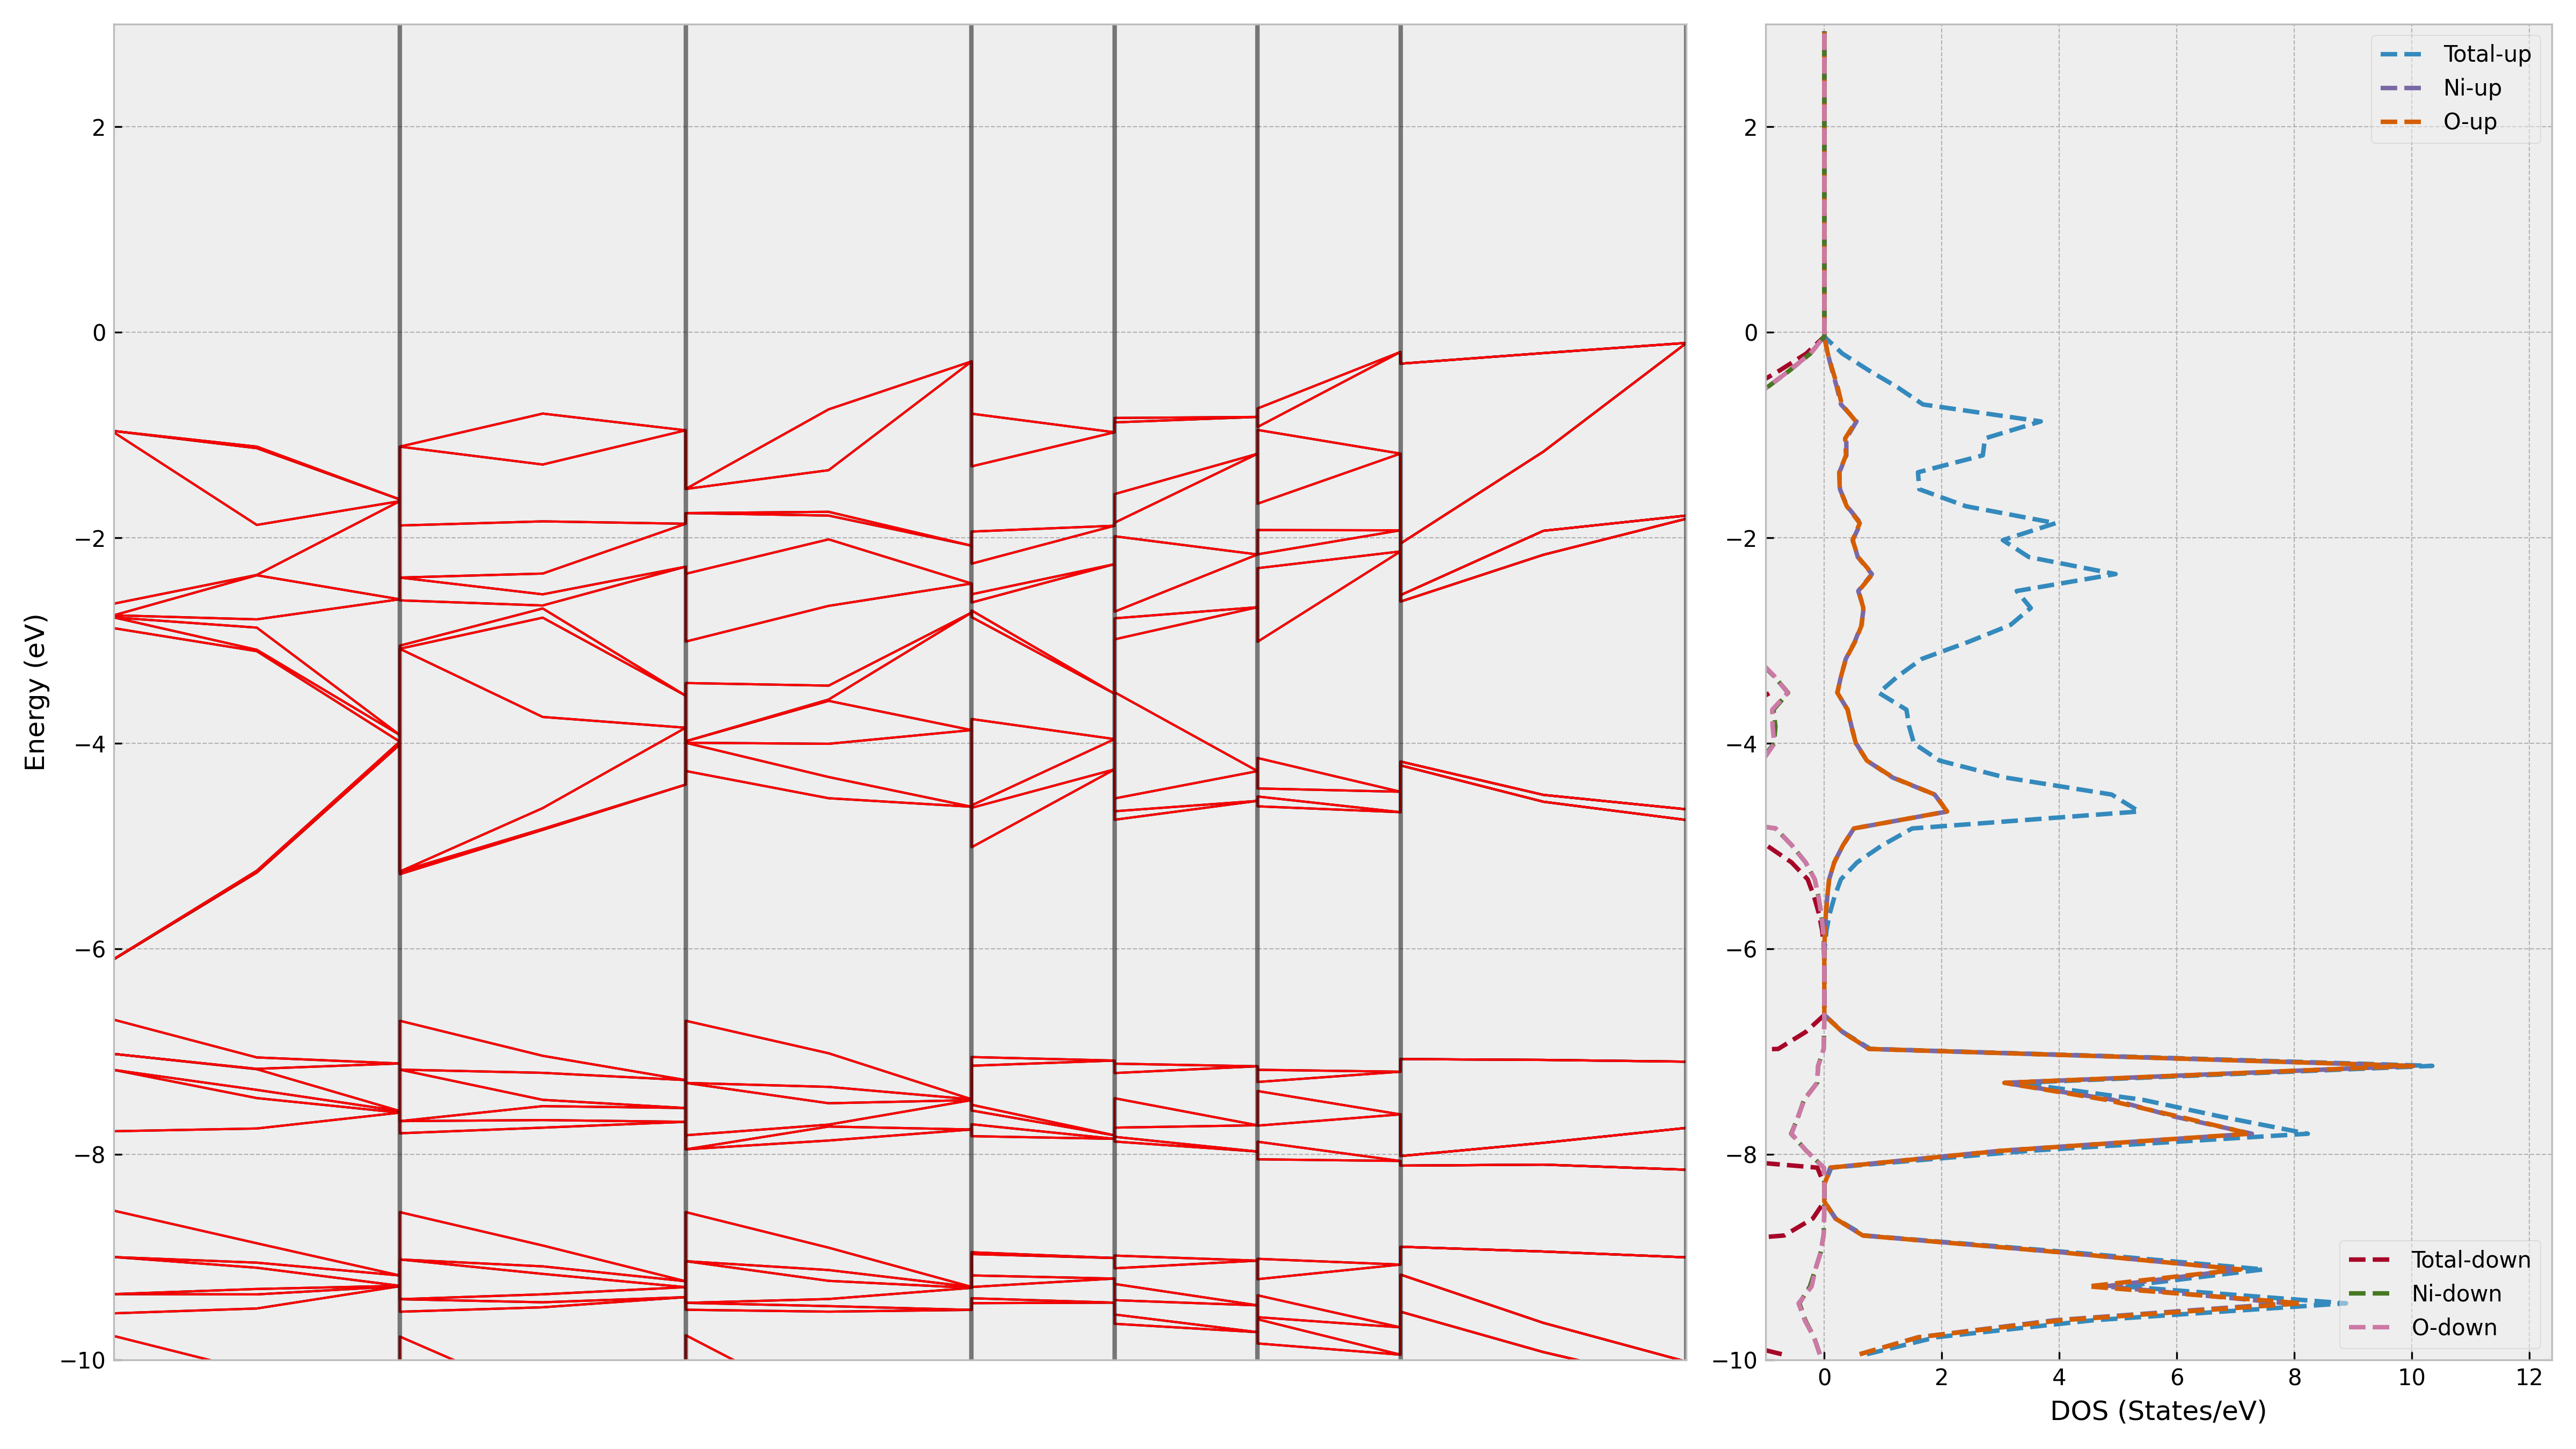 Energy (eV)
2
0
−2
−4
−6
−8
−10
2
0
−2
−4
−6
−8
−10
Total-up
Ni-up
O-up
Total-down
Ni-down
O-down
0 2 4 6 8 10 12
DOS (States/eV)